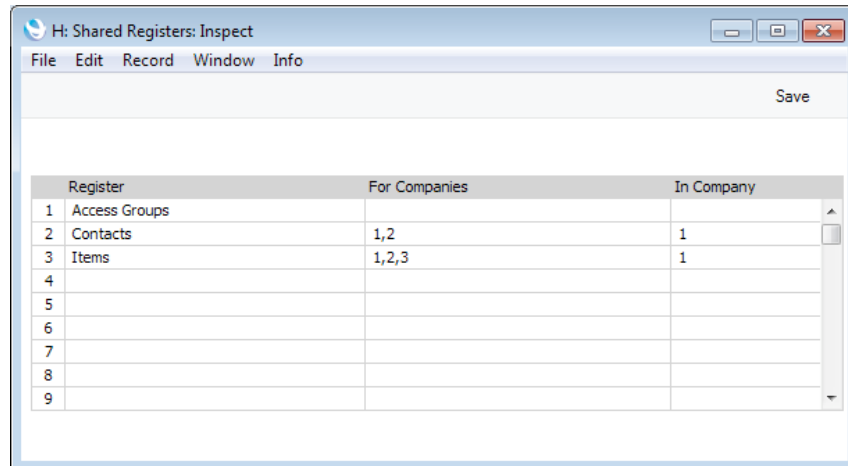 H: Shared Registers: Inspect
File Edit Record Window Info
Save
Register For Companies In Company
1 Access Groups
2 Contacts 1,2 1
3 Items 1,2,3 1
4
5
6
7
8
9